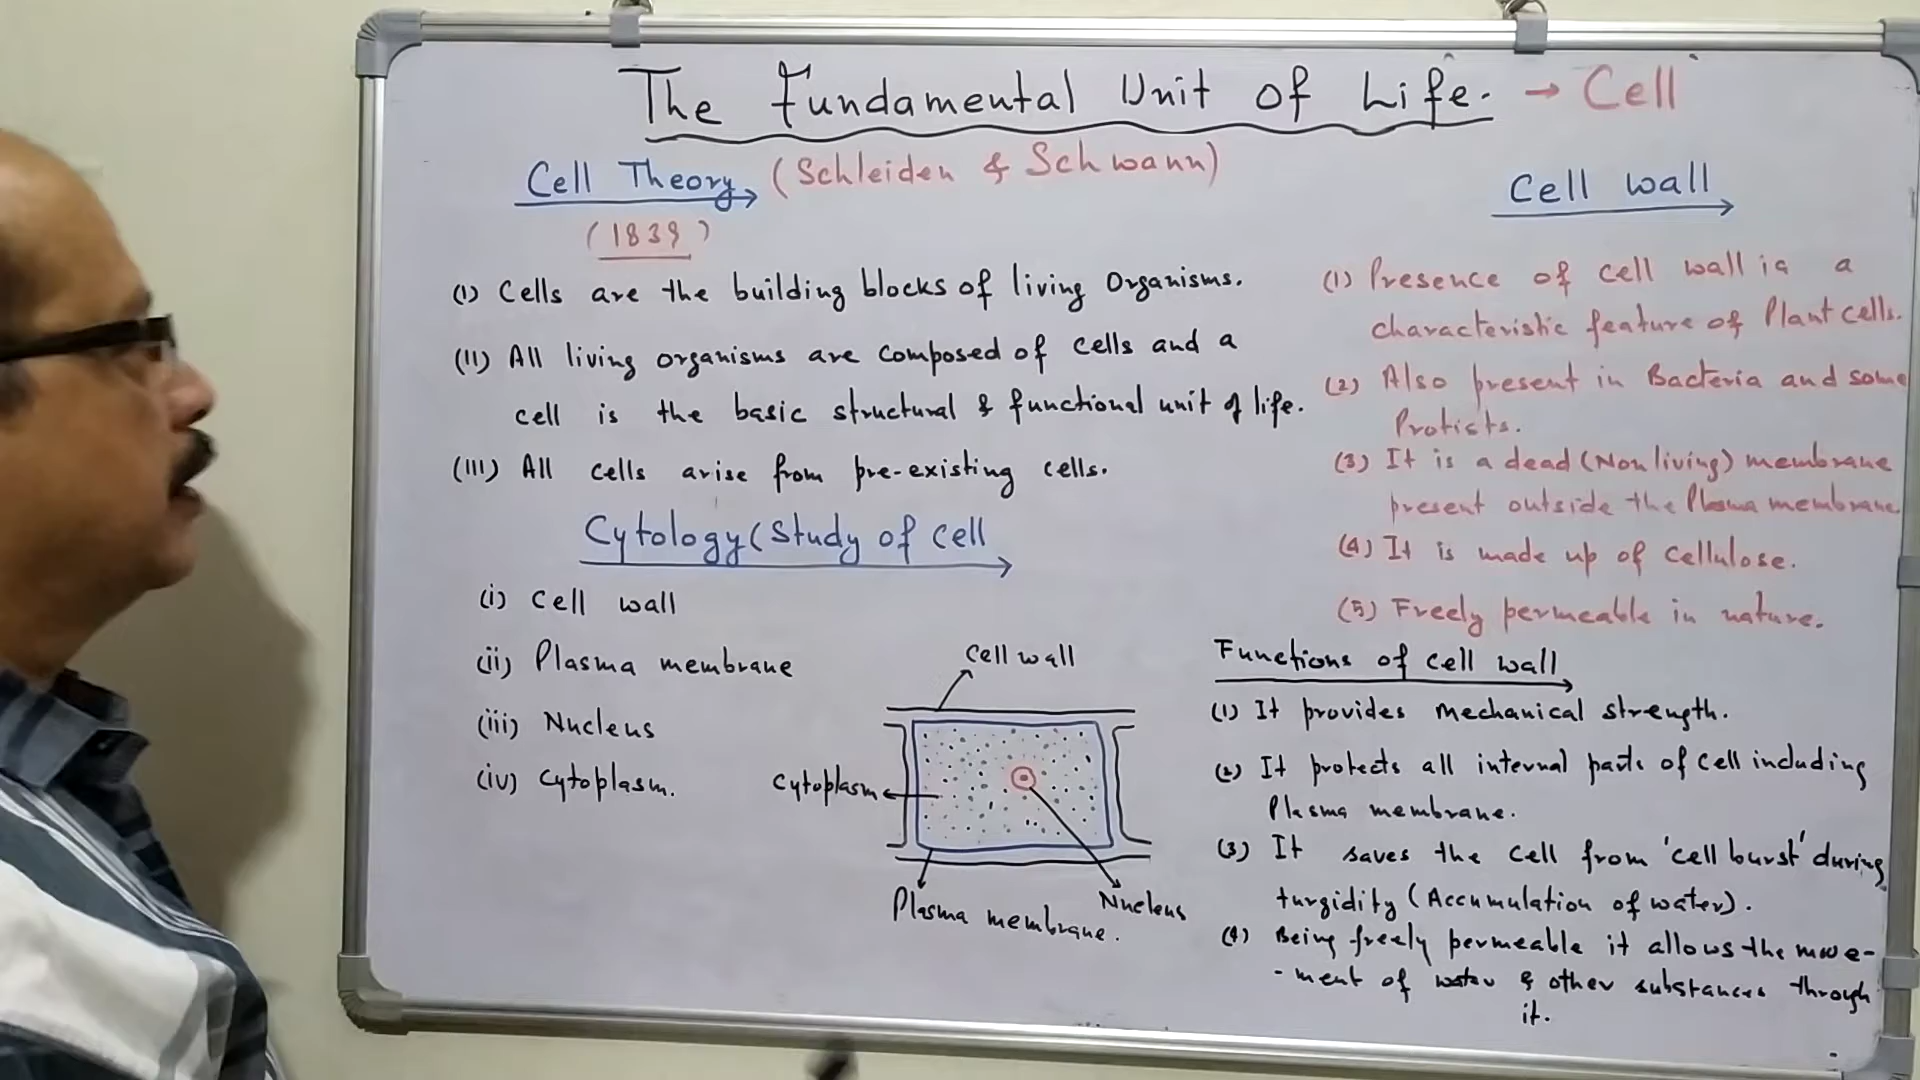 The Fundamental Unit of Life. → Cell
Cell Theory (Schleiden & Schwann)
(1839)
(I) Cells are the building blocks of living Organisms.
(II) All living organisms are composed of cells and a
cell is the basic structural & functional unit of life.
(III) All cells arise from pre-existing cells.
Cytology (Study of cell
(i) Cell wall
(ii) Plasma membrane
(iii) Nucleus
(iv) Cytoplasm.
Cell wall
Cytoplasm
Plasma membrane.
Nucleus
Cell wall
(1) Presence of cell wall is a
characteristic feature of Plant cells.
(2) Also present in Bacteria and some
Protists.
(3) It is a dead (Non living) membrane
present outside the Plasma membrane
(4) It is made up of cellulose.
(5) Freely permeable in nature.
Functions of cell wall
(1) It provides mechanical strength.
(2) It protects all internal parts of cell including
Plasma membrane.
(3) It saves the cell from 'cell burst' during
turgidity (Accumulation of water).
(4) Being freely permeable it allows the move-
-ment of water & other substances through
it.